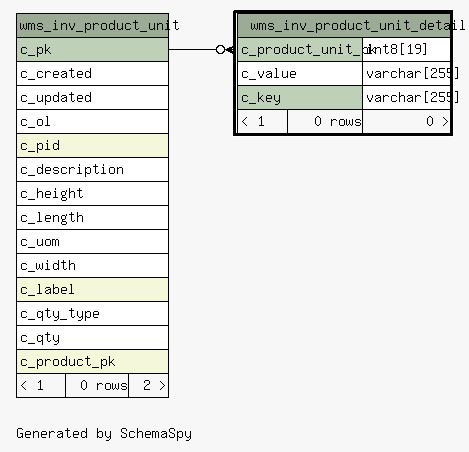 wms_inv_product_unit
c_pk
c_created
c_updated
c_ol
c_pid
c_description
c_height
c_length
c_uom
c_width
c_label
c_qty_type
c_qty
c_product_pk
< 1 0 rows 2 >
wms_inv_product_unit_detail
c_product_unit_pk int8[19]
c_value varchar[255]
c_key varchar[255]
< 1 0 rows 0 >
Generated by SchemaSpy